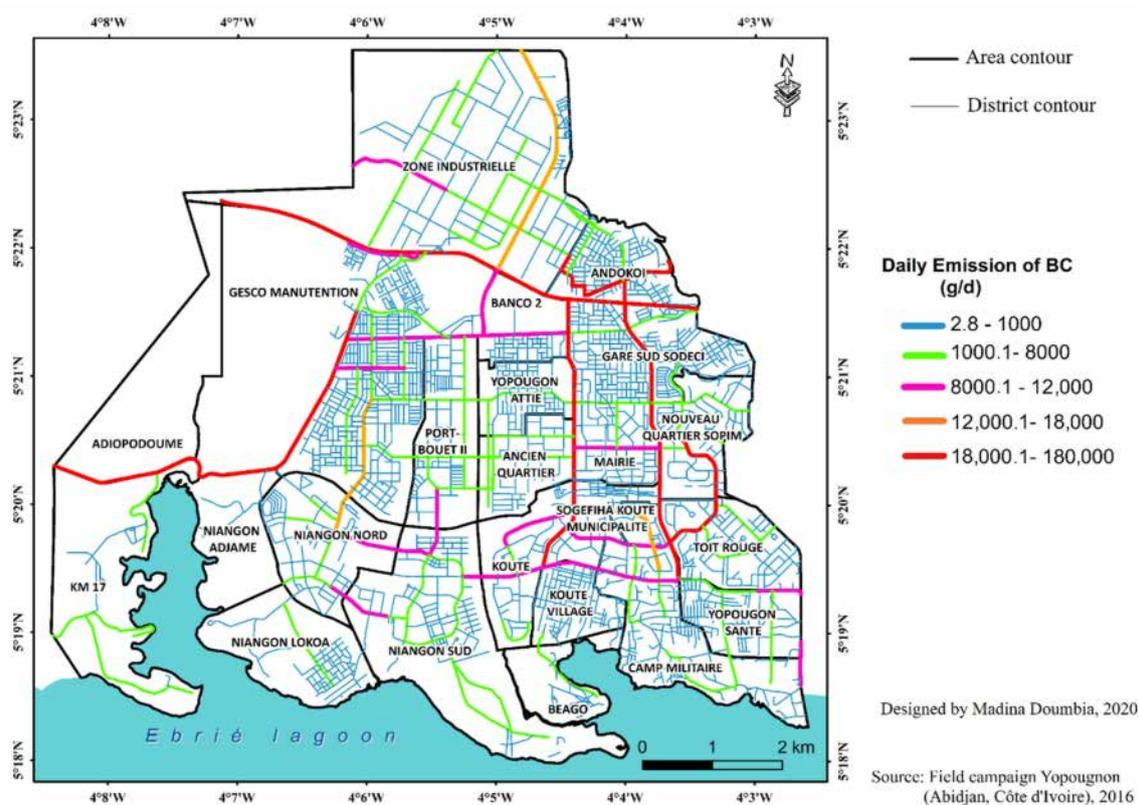 4°8'W 4°7'W 4°6'W 4°5'W 4°4'W 4°3'W
N
5°23'N 5°23'N
ZONE INDUSTRIELLE
5°22'N 5°22'N
ANDOKOI
GESCO MANUTENTION
BANCO 2
GARE SUD SODECI
5°21'N 5°21'N
YOPOUGON
ATTIE
NOUVEAU
QUARTIER SOPIM
ADIOPODOUME
PORT-
BOUET II
ANCIEN
QUARTIER
MAIRIE
5°20'N 5°20'N
SOGEFIHA KOUTE
MUNICIPALITE
NIANGON
ADJAME
NIANGON NORD
TOIT ROUGE
KM 17
KOUTE
KOUTE
VILLAGE
YOPOUGON
SANTE
5°19'N 5°19'N
NIANGON LOKOA
NIANGON SUD
CAMP MILITAIRE
BEAGO
Ebrié lagoon
0 1 2 km
5°18'N 5°18'N
4°8'W 4°7'W 4°6'W 4°5'W 4°4'W 4°3'W
Area contour
District contour
Daily Emission of BC
(g/d)
2.8 - 1000
1000.1- 8000
8000.1 - 12,000
12,000.1- 18,000
18,000.1- 180,000
Designed by Madina Doumbia, 2020
Source: Field campaign Yopougnon
(Abidjan, Côte d'Ivoire), 2016